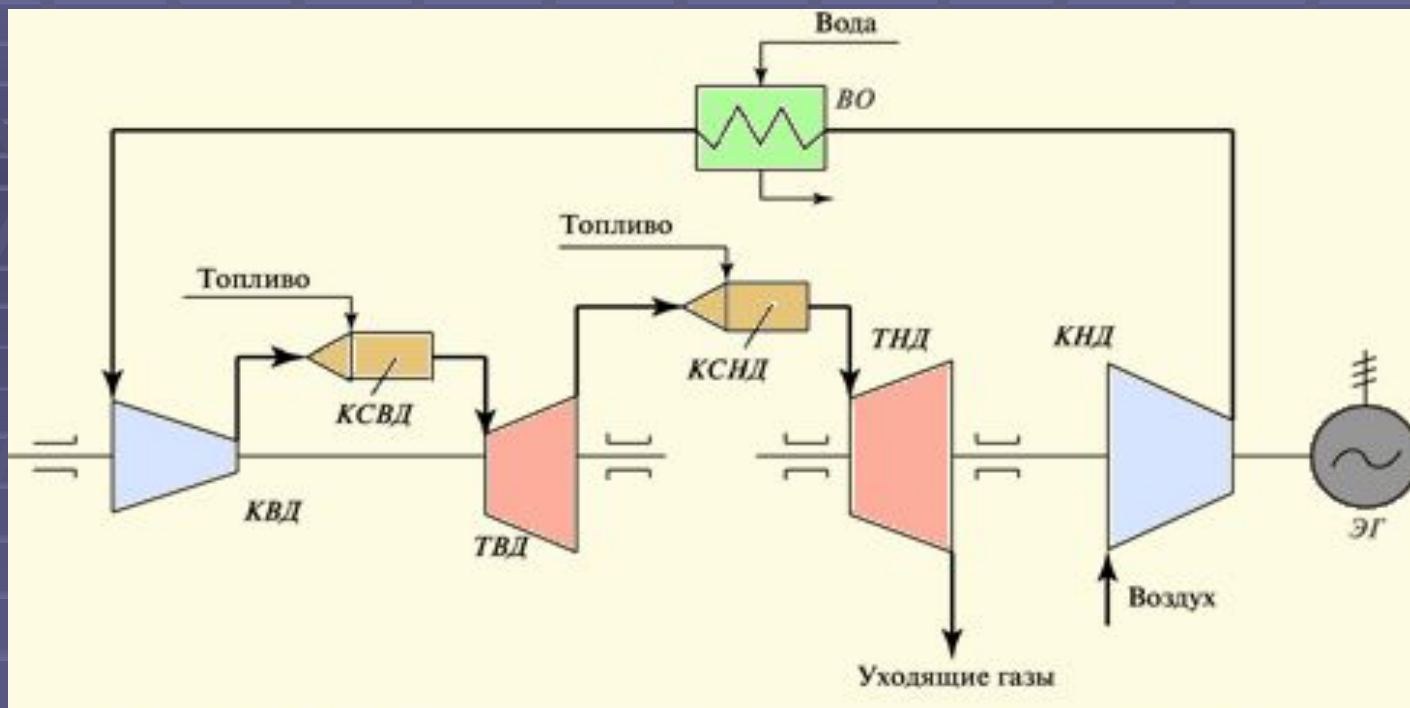 Вода
ВО
Топливо
Топливо
КСНД
ТНД
КНД
КСВД
КВД
ТВД
ЭГ
Воздух
Уходящие газы